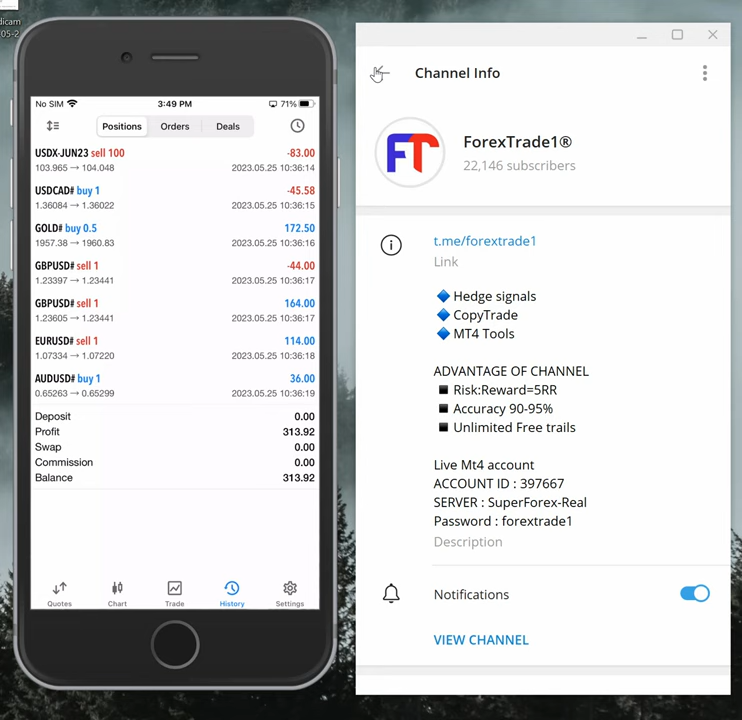 dicam
05-2
No SIM 3:49 PM 71%
Positions Orders Deals
USDX-JUN23 sell 100 -83.00
103.965 → 104.048 2023.05.25 10:36:14
USDCAD# buy 1 -45.58
1.36084 → 1.36022 2023.05.25 10:36:15
GOLD# buy 0.5 172.50
1957.38 → 1960.83 2023.05.25 10:36:16
GBPUSD# sell 1 -44.00
1.23397 → 1.23441 2023.05.25 10:36:17
GBPUSD# sell 1 164.00
1.23605 → 1.23441 2023.05.25 10:36:17
EURUSD# sell 1 114.00
1.07334 → 1.07220 2023.05.25 10:36:18
AUDUSD# buy 1 36.00
0.65263 → 0.65299 2023.05.25 10:36:19
Deposit 0.00
Profit 313.92
Swap 0.00
Commission 0.00
Balance 313.92
Quotes Chart Trade History Settings
Channel Info
FT
ForexTrade1®
22,146 subscribers
t.me/forextrade1
Link
🔷 Hedge signals
🔷 CopyTrade
🔷 MT4 Tools
ADVANTAGE OF CHANNEL
◾ Risk:Reward=5RR
◾ Accuracy 90-95%
◾ Unlimited Free trails
Live Mt4 account
ACCOUNT ID : 397667
SERVER : SuperForex-Real
Password : forextrade1
Description
Notifications
VIEW CHANNEL